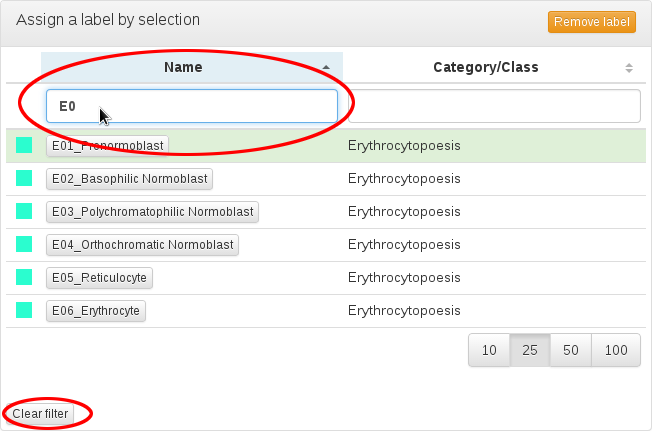 Assign a label by selection
Remove label
Name Category/Class
E0
E01_Pronormoblast Erythrocytopoesis
E02_Basophilic Normoblast Erythrocytopoesis
E03_Polychromatophilic Normoblast Erythrocytopoesis
E04_Orthochromatic Normoblast Erythrocytopoesis
E05_Reticulocyte Erythrocytopoesis
E06_Erythrocyte Erythrocytopoesis
10 25 50 100
Clear filter